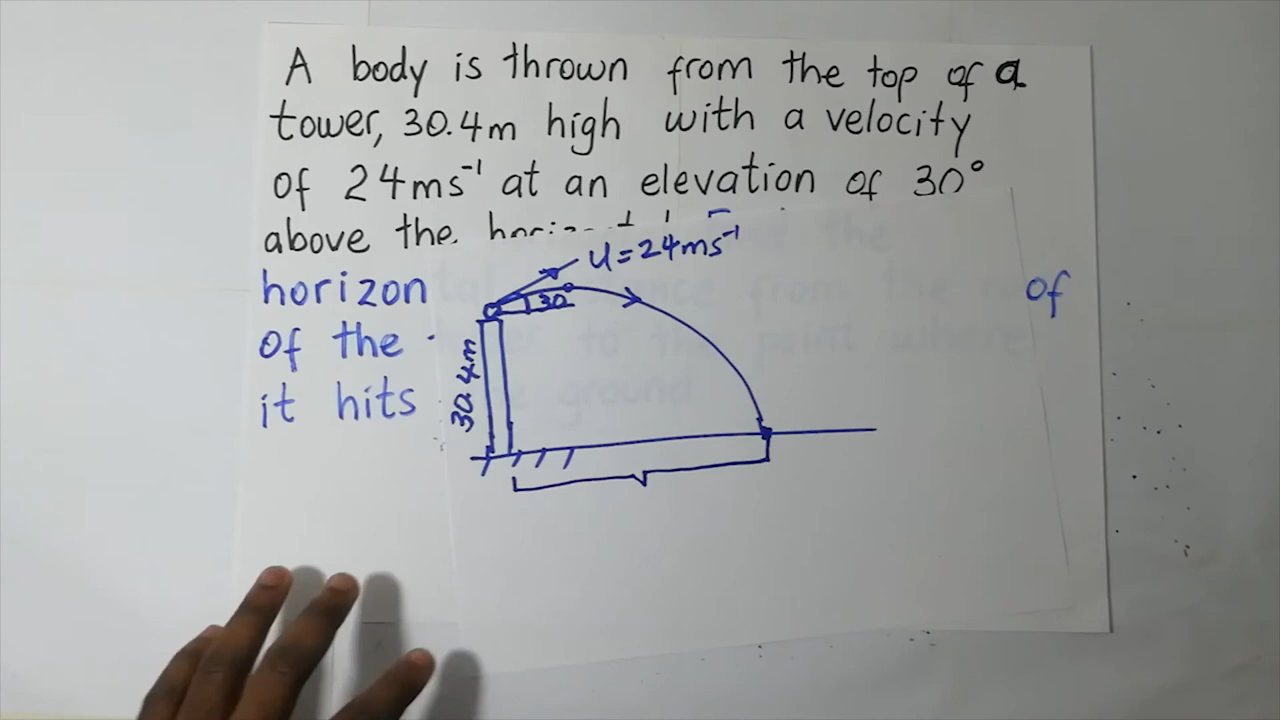 A body is thrown from the top of a
tower, 30.4m high with a velocity
of 24ms⁻¹ at an elevation of 30°
above the
horizon of
of the
it hits
u = 24ms⁻¹
30°
30.4m